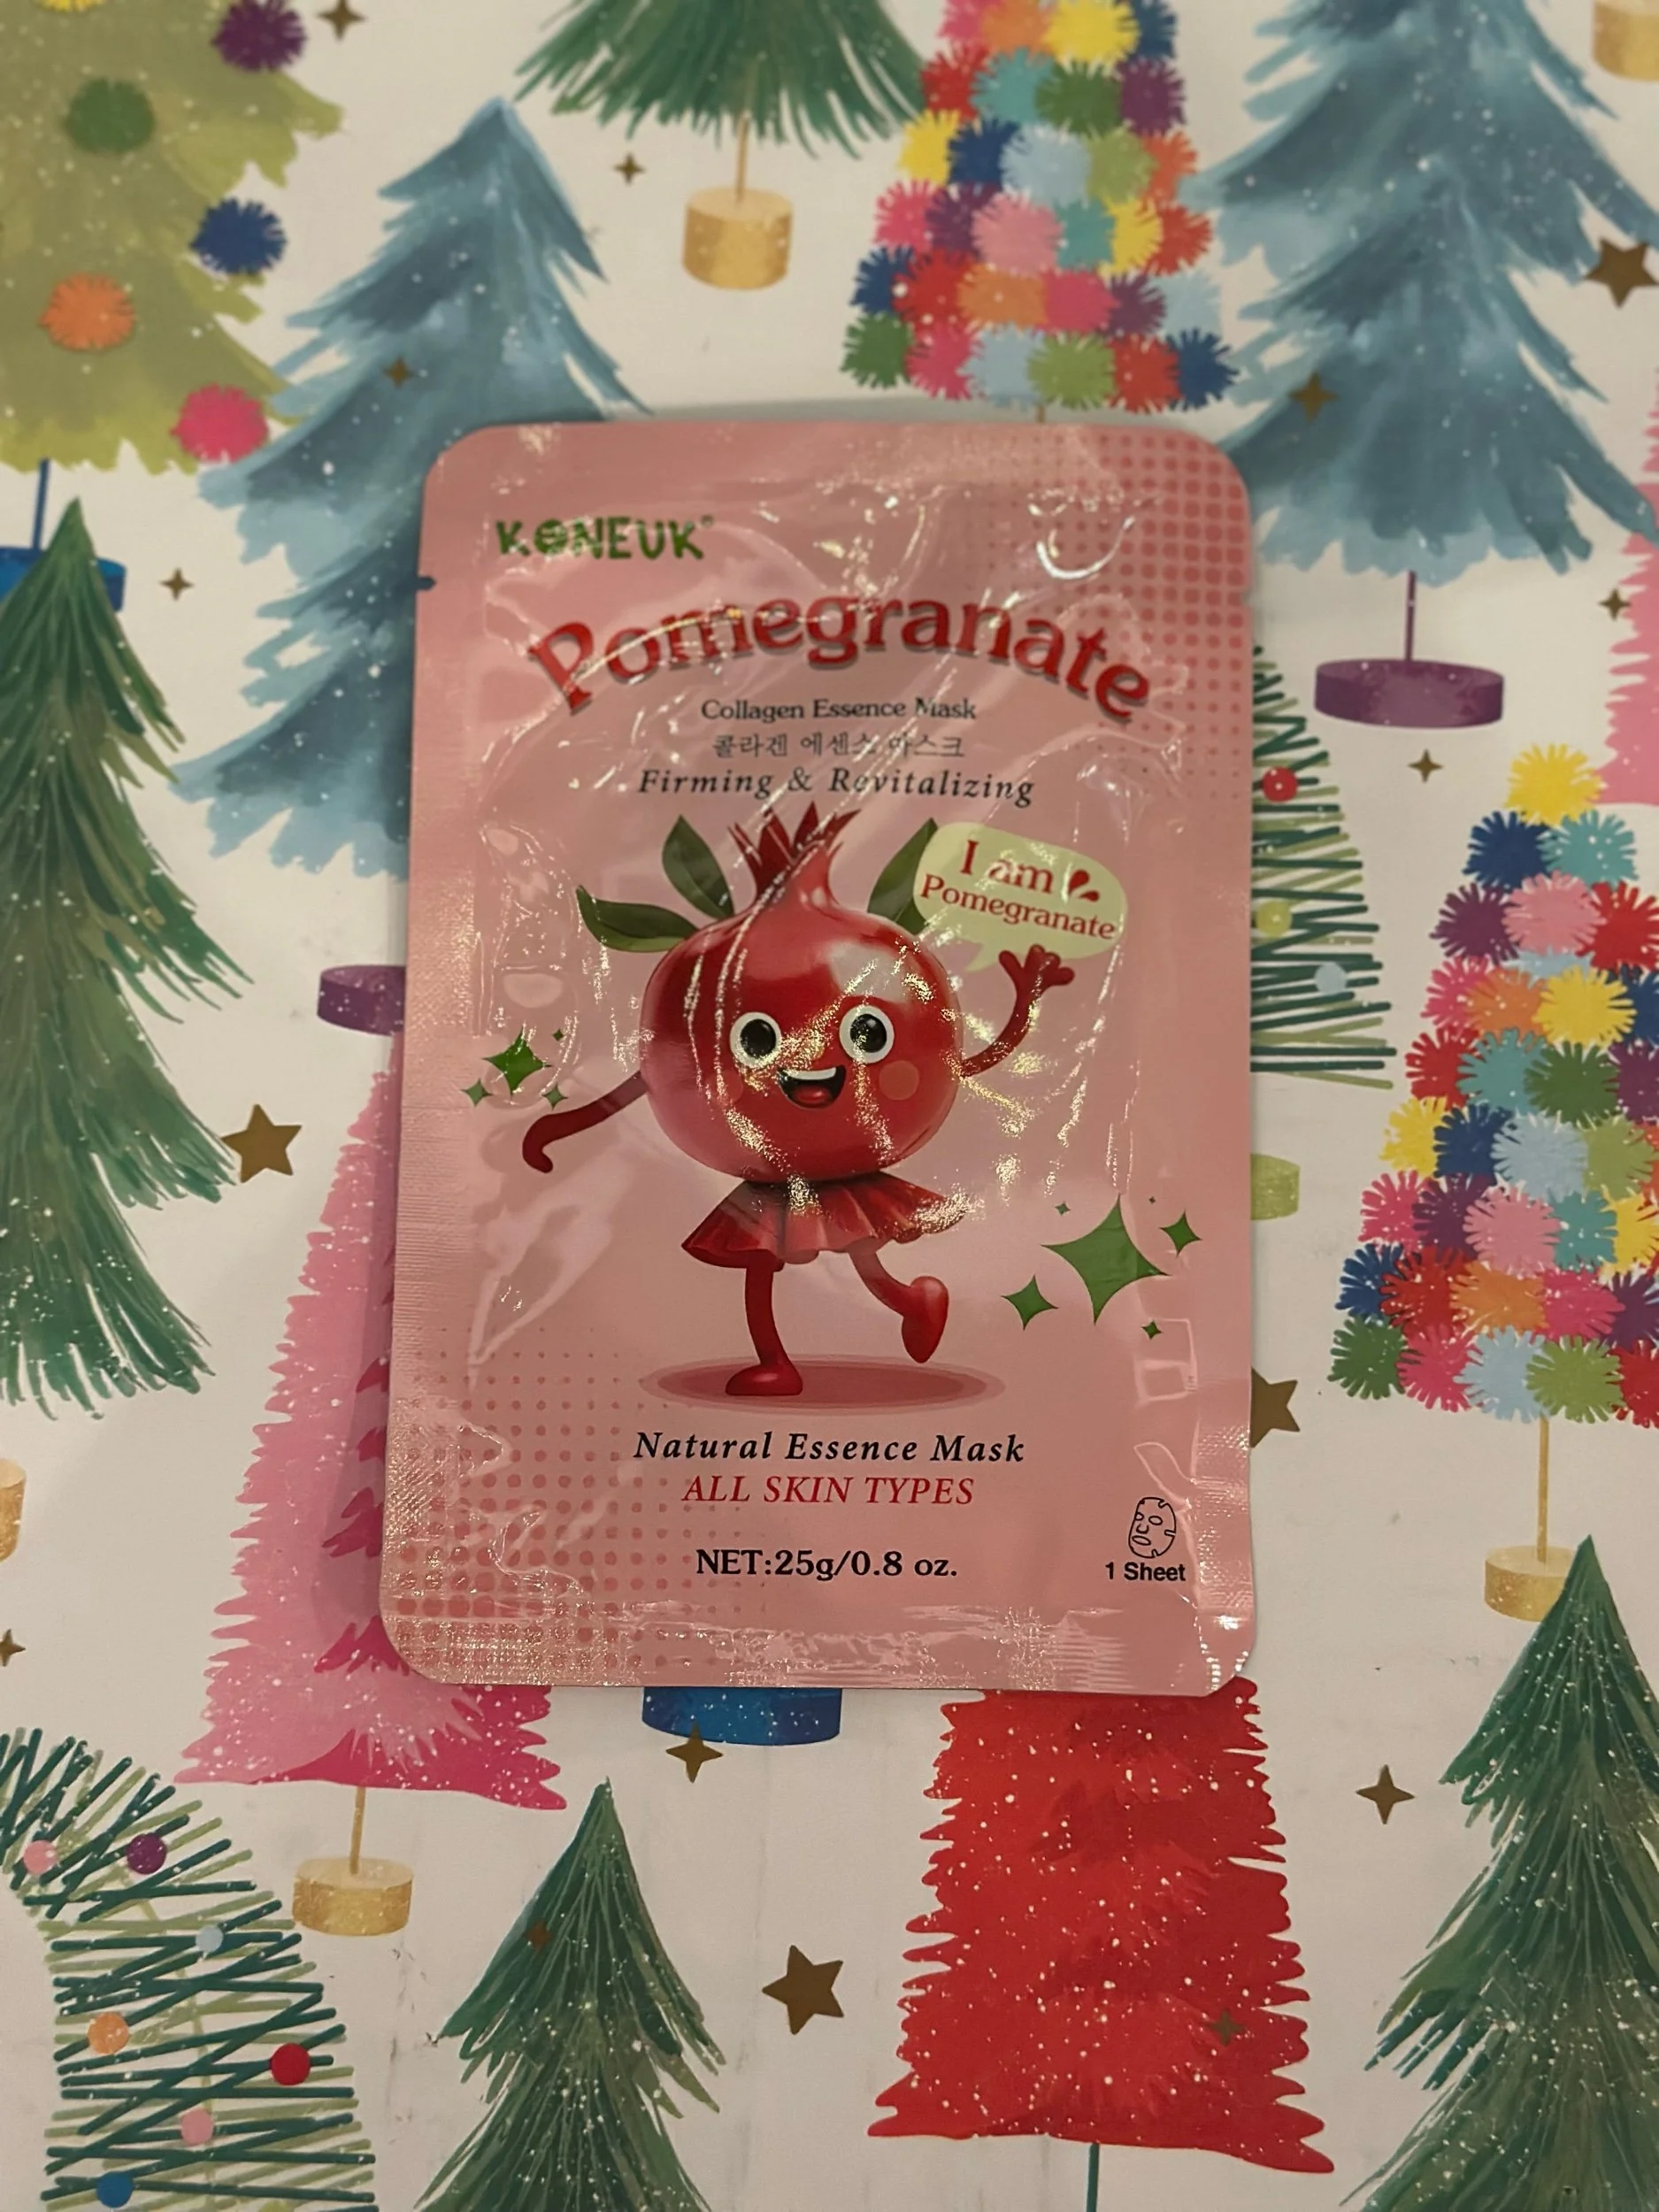 KONEUK®
Pomegranate
Collagen Essence Mask
콜라겐 에센스 마스크
Firming & Revitalizing
I am
Pomegranate
Natural Essence Mask
ALL SKIN TYPES
NET:25g/0.8 oz.
1 Sheet